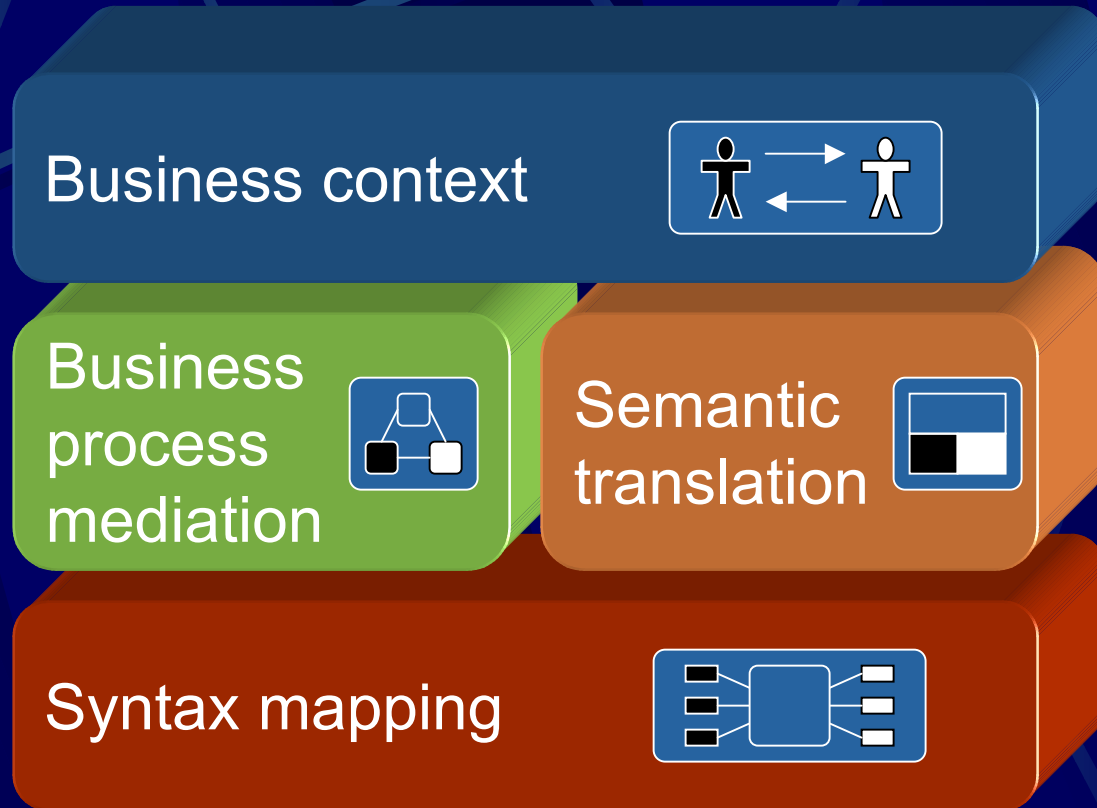 Business context
Business
process
mediation
Semantic
translation
Syntax mapping